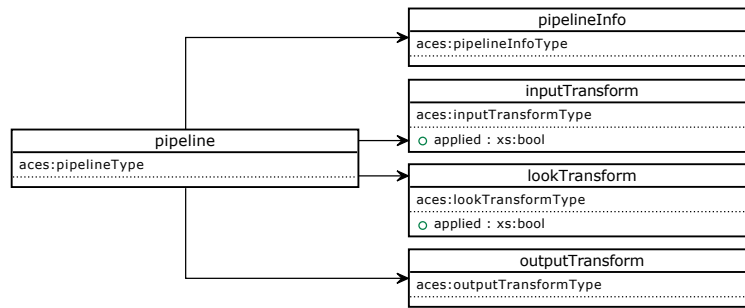 pipelineInfo
aces:pipelineInfoType
inputTransform
aces:inputTransformType
applied : xs:bool
pipeline
aces:pipelineType
lookTransform
aces:lookTransformType
applied : xs:bool
outputTransform
aces:outputTransformType